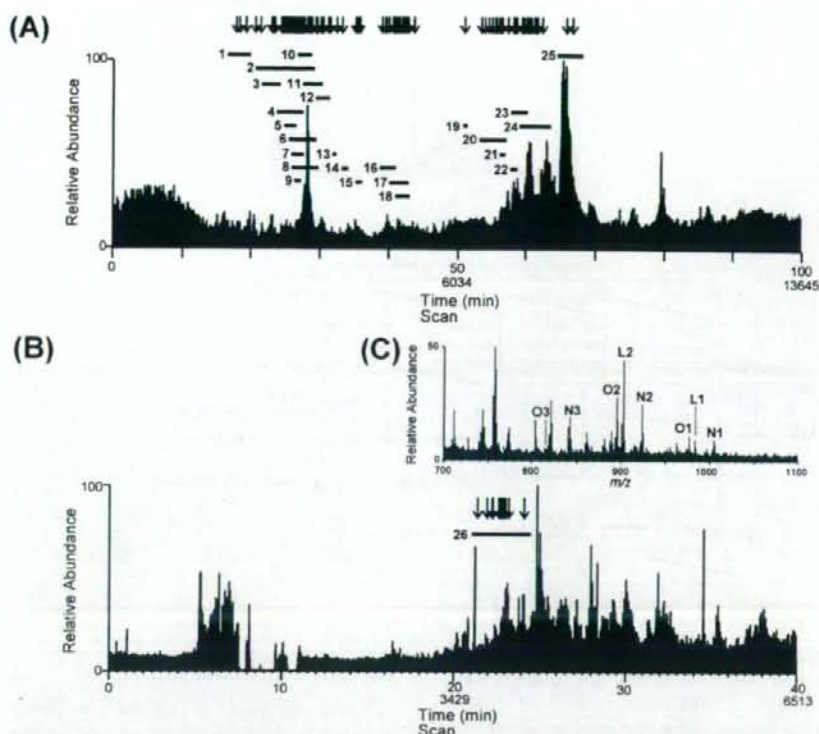 (A)
100
Relative Abundance
0
1
2
3
4
5
6
7
8
9
10
11
12
13
14
15
16
17
18
19
20
21
22
23
24
25
0 50 100
6034 13645
Time (min)
Scan
(B)
100
Relative Abundance
0
26
0 10 20 30 40
3429 6513
Time (min)
Scan
(C)
50
Relative Abundance
0
O3
N3
O2
L2
N2
O1
L1
N1
700 800 900 1000 1100
m/z